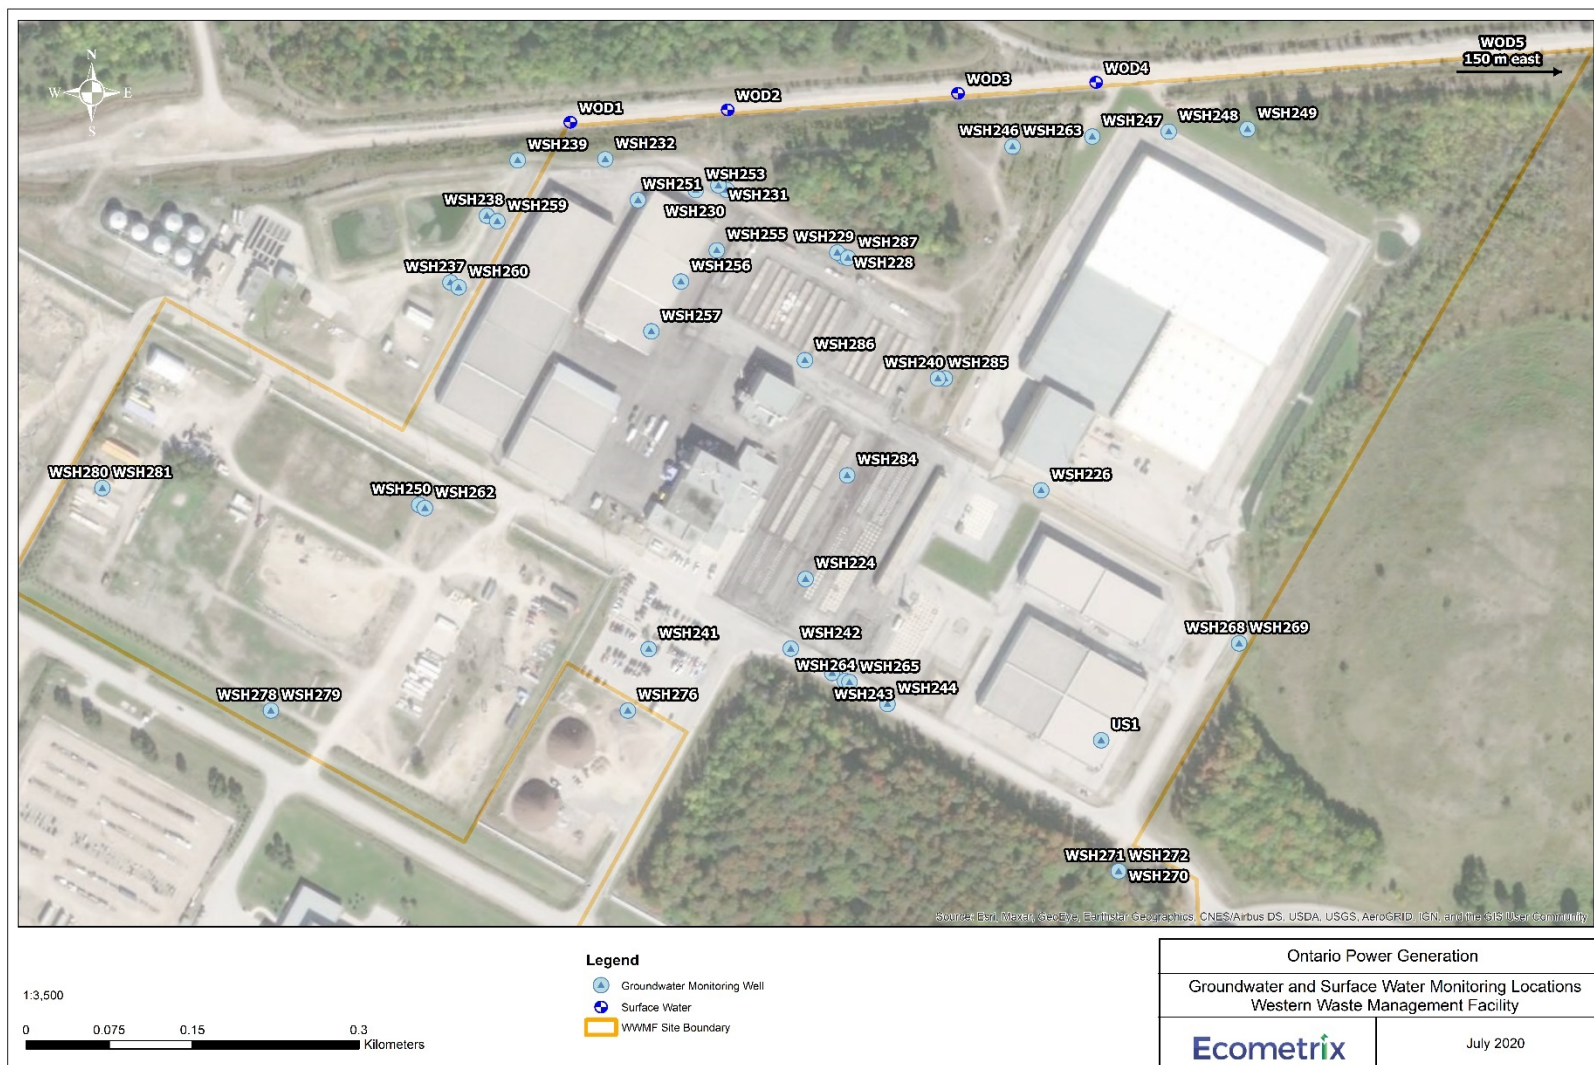 WOD5
150 m east
N
W E
S
WOD4
WOD3
WOD2
WOD1
WSH249
WSH248
WSH247
WSH246 WSH263
WSH239
WSH232
WSH253
WSH251
WSH231
WSH238
WSH259
WSH230
WSH255
WSH229
WSH287
WSH228
WSH256
WSH237
WSH260
WSH257
WSH286
WSH240 WSH285
WSH280 WSH281
WSH284
WSH226
WSH250
WSH262
WSH224
WSH268 WSH269
WSH241
WSH242
WSH264
WSH265
WSH278 WSH279
WSH276
WSH243
WSH244
US1
WSH271 WSH272
WSH270
Source: Esri, Maxar, GeoEye, Earthstar Geographics, CNES/Airbus DS, USDA, USGS, AeroGRID, IGN, and the GIS User Community
1:3,500
0 0.075 0.15 0.3
Kilometers
Legend
Groundwater Monitoring Well
Surface Water
WWMF Site Boundary
Ontario Power Generation
Groundwater and Surface Water Monitoring Locations
Western Waste Management Facility
Ecometrix
July 2020